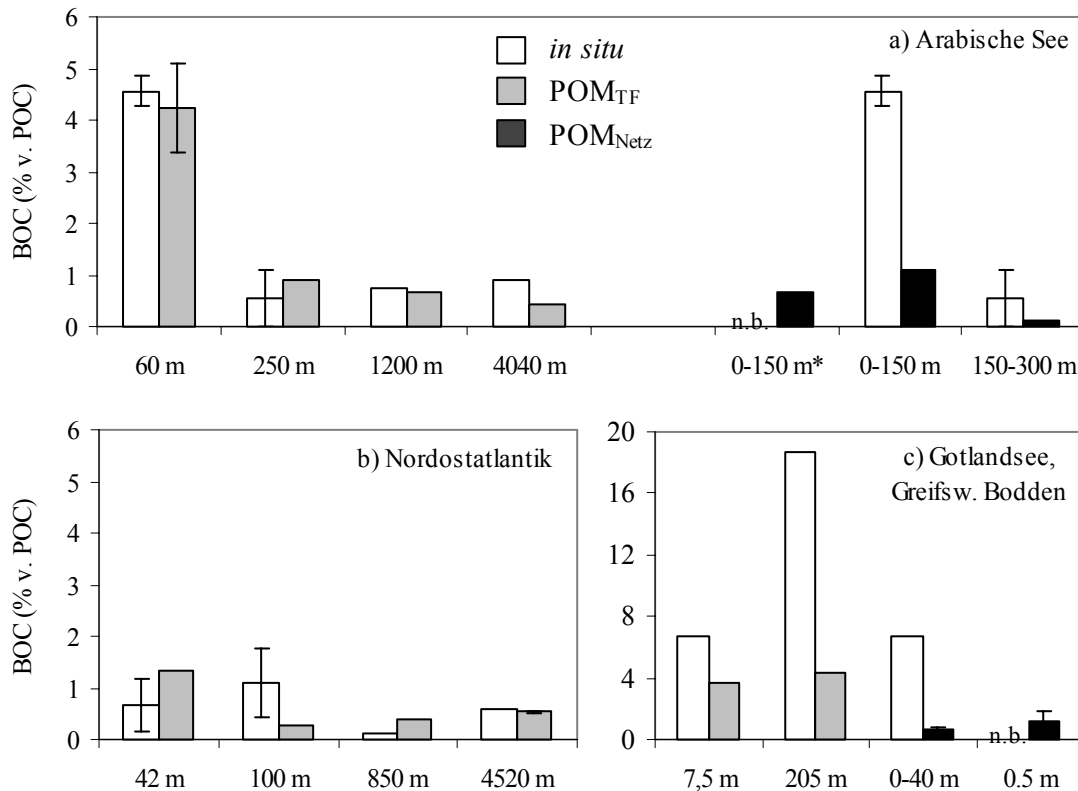 a) Arabische See
in situ
POMTF
POMNetz
BOC (% v. POC)
6
5
4
3
2
1
0
n.b.
60 m 250 m 1200 m 4040 m 0-150 m* 0-150 m 150-300 m
b) Nordostatlantik
BOC (% v. POC)
6
5
4
3
2
1
0
42 m 100 m 850 m 4520 m
c) Gotlandsee,
Greifsw. Bodden
20
16
12
8
4
0
n.b.
7,5 m 205 m 0-40 m 0.5 m